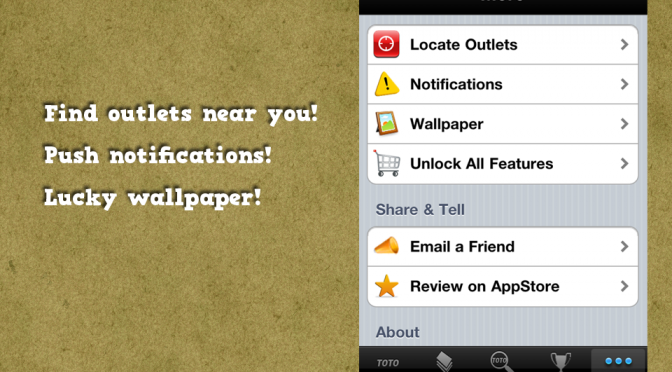 Find outlets near you!
Push notifications!
Lucky wallpaper!
Locate Outlets
Notifications
Wallpaper
Unlock All Features
Share & Tell
Email a Friend
Review on AppStore
About
TOTO
TOTO